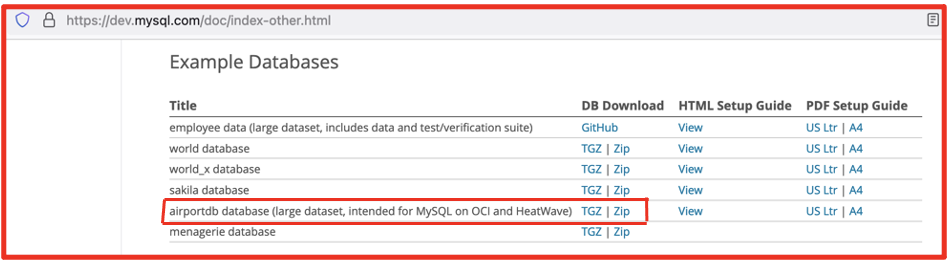 https://dev.mysql.com/doc/index-other.html
Example Databases
Title DB Download HTML Setup Guide PDF Setup Guide
employee data (large dataset, includes data and test/verification suite) GitHub View US Ltr | A4
world database TGZ | Zip View US Ltr | A4
world_x database TGZ | Zip View US Ltr | A4
sakila database TGZ | Zip View US Ltr | A4
airportdb database (large dataset, intended for MySQL on OCI and HeatWave) TGZ | Zip View US Ltr | A4
menagerie database TGZ | Zip